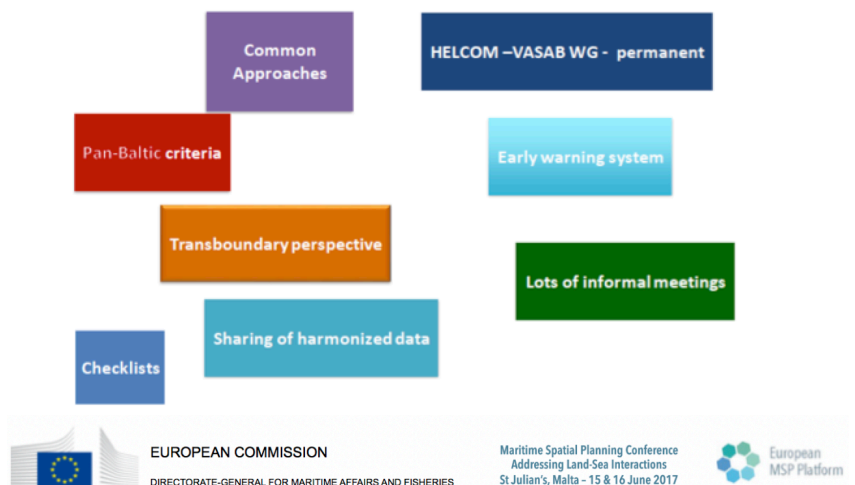 Common
Approaches
HELCOM –VASAB WG - permanent
Pan-Baltic criteria
Early warning system
Transboundary perspective
Lots of informal meetings
Sharing of harmonized data
Checklists
EUROPEAN COMMISSION
DIRECTORATE-GENERAL FOR MARITIME AFFAIRS AND FISHERIES
Maritime Spatial Planning Conference
Addressing Land-Sea Interactions
St Julian's, Malta – 15 & 16 June 2017
European
MSP Platform